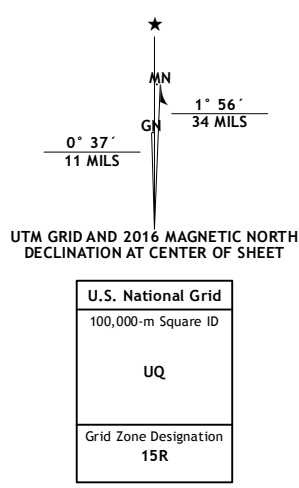 ★
MN
1° 56´
34 MILS
GN
0° 37´
11 MILS
UTM GRID AND 2016 MAGNETIC NORTH
DECLINATION AT CENTER OF SHEET
U.S. National Grid
100,000-m Square ID
UQ
Grid Zone Designation
15R